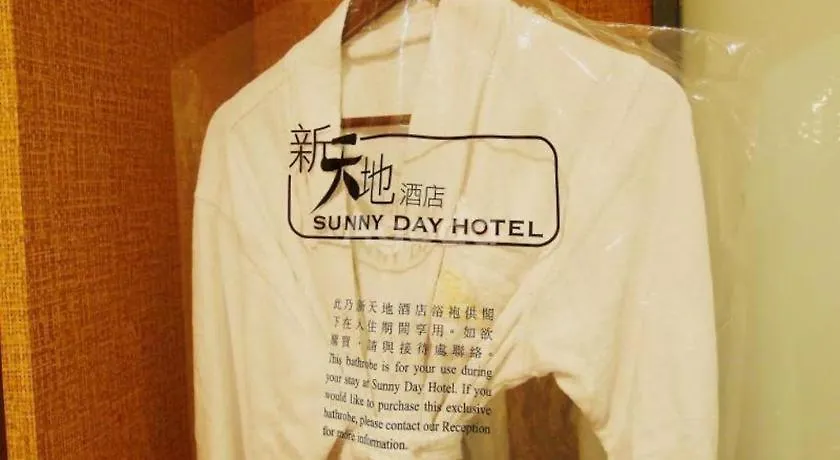 新天地酒店
SUNNY DAY HOTEL
此乃新天地酒店浴袍供閣
下在入住期間享用。如欲
購買，請與接待處聯絡。
This bathrobe is for your use during
your stay at Sunny Day Hotel. If you
would like to purchase this exclusive
bathrobe, please contact our Reception
for more information.